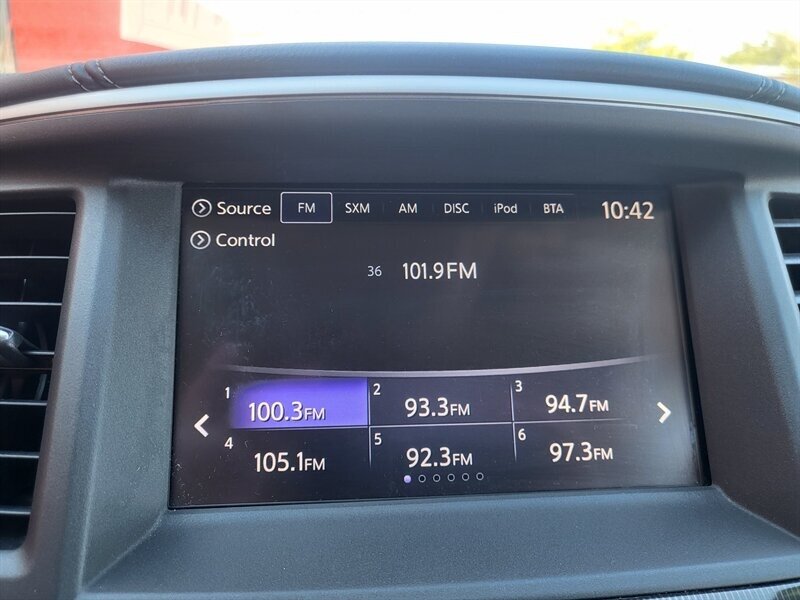 Source FM SXM AM DISC iPod BTA 10:42
Control
36 101.9FM
1 100.3FM 2 93.3FM 3 94.7FM
4 105.1FM 5 92.3FM 6 97.3FM